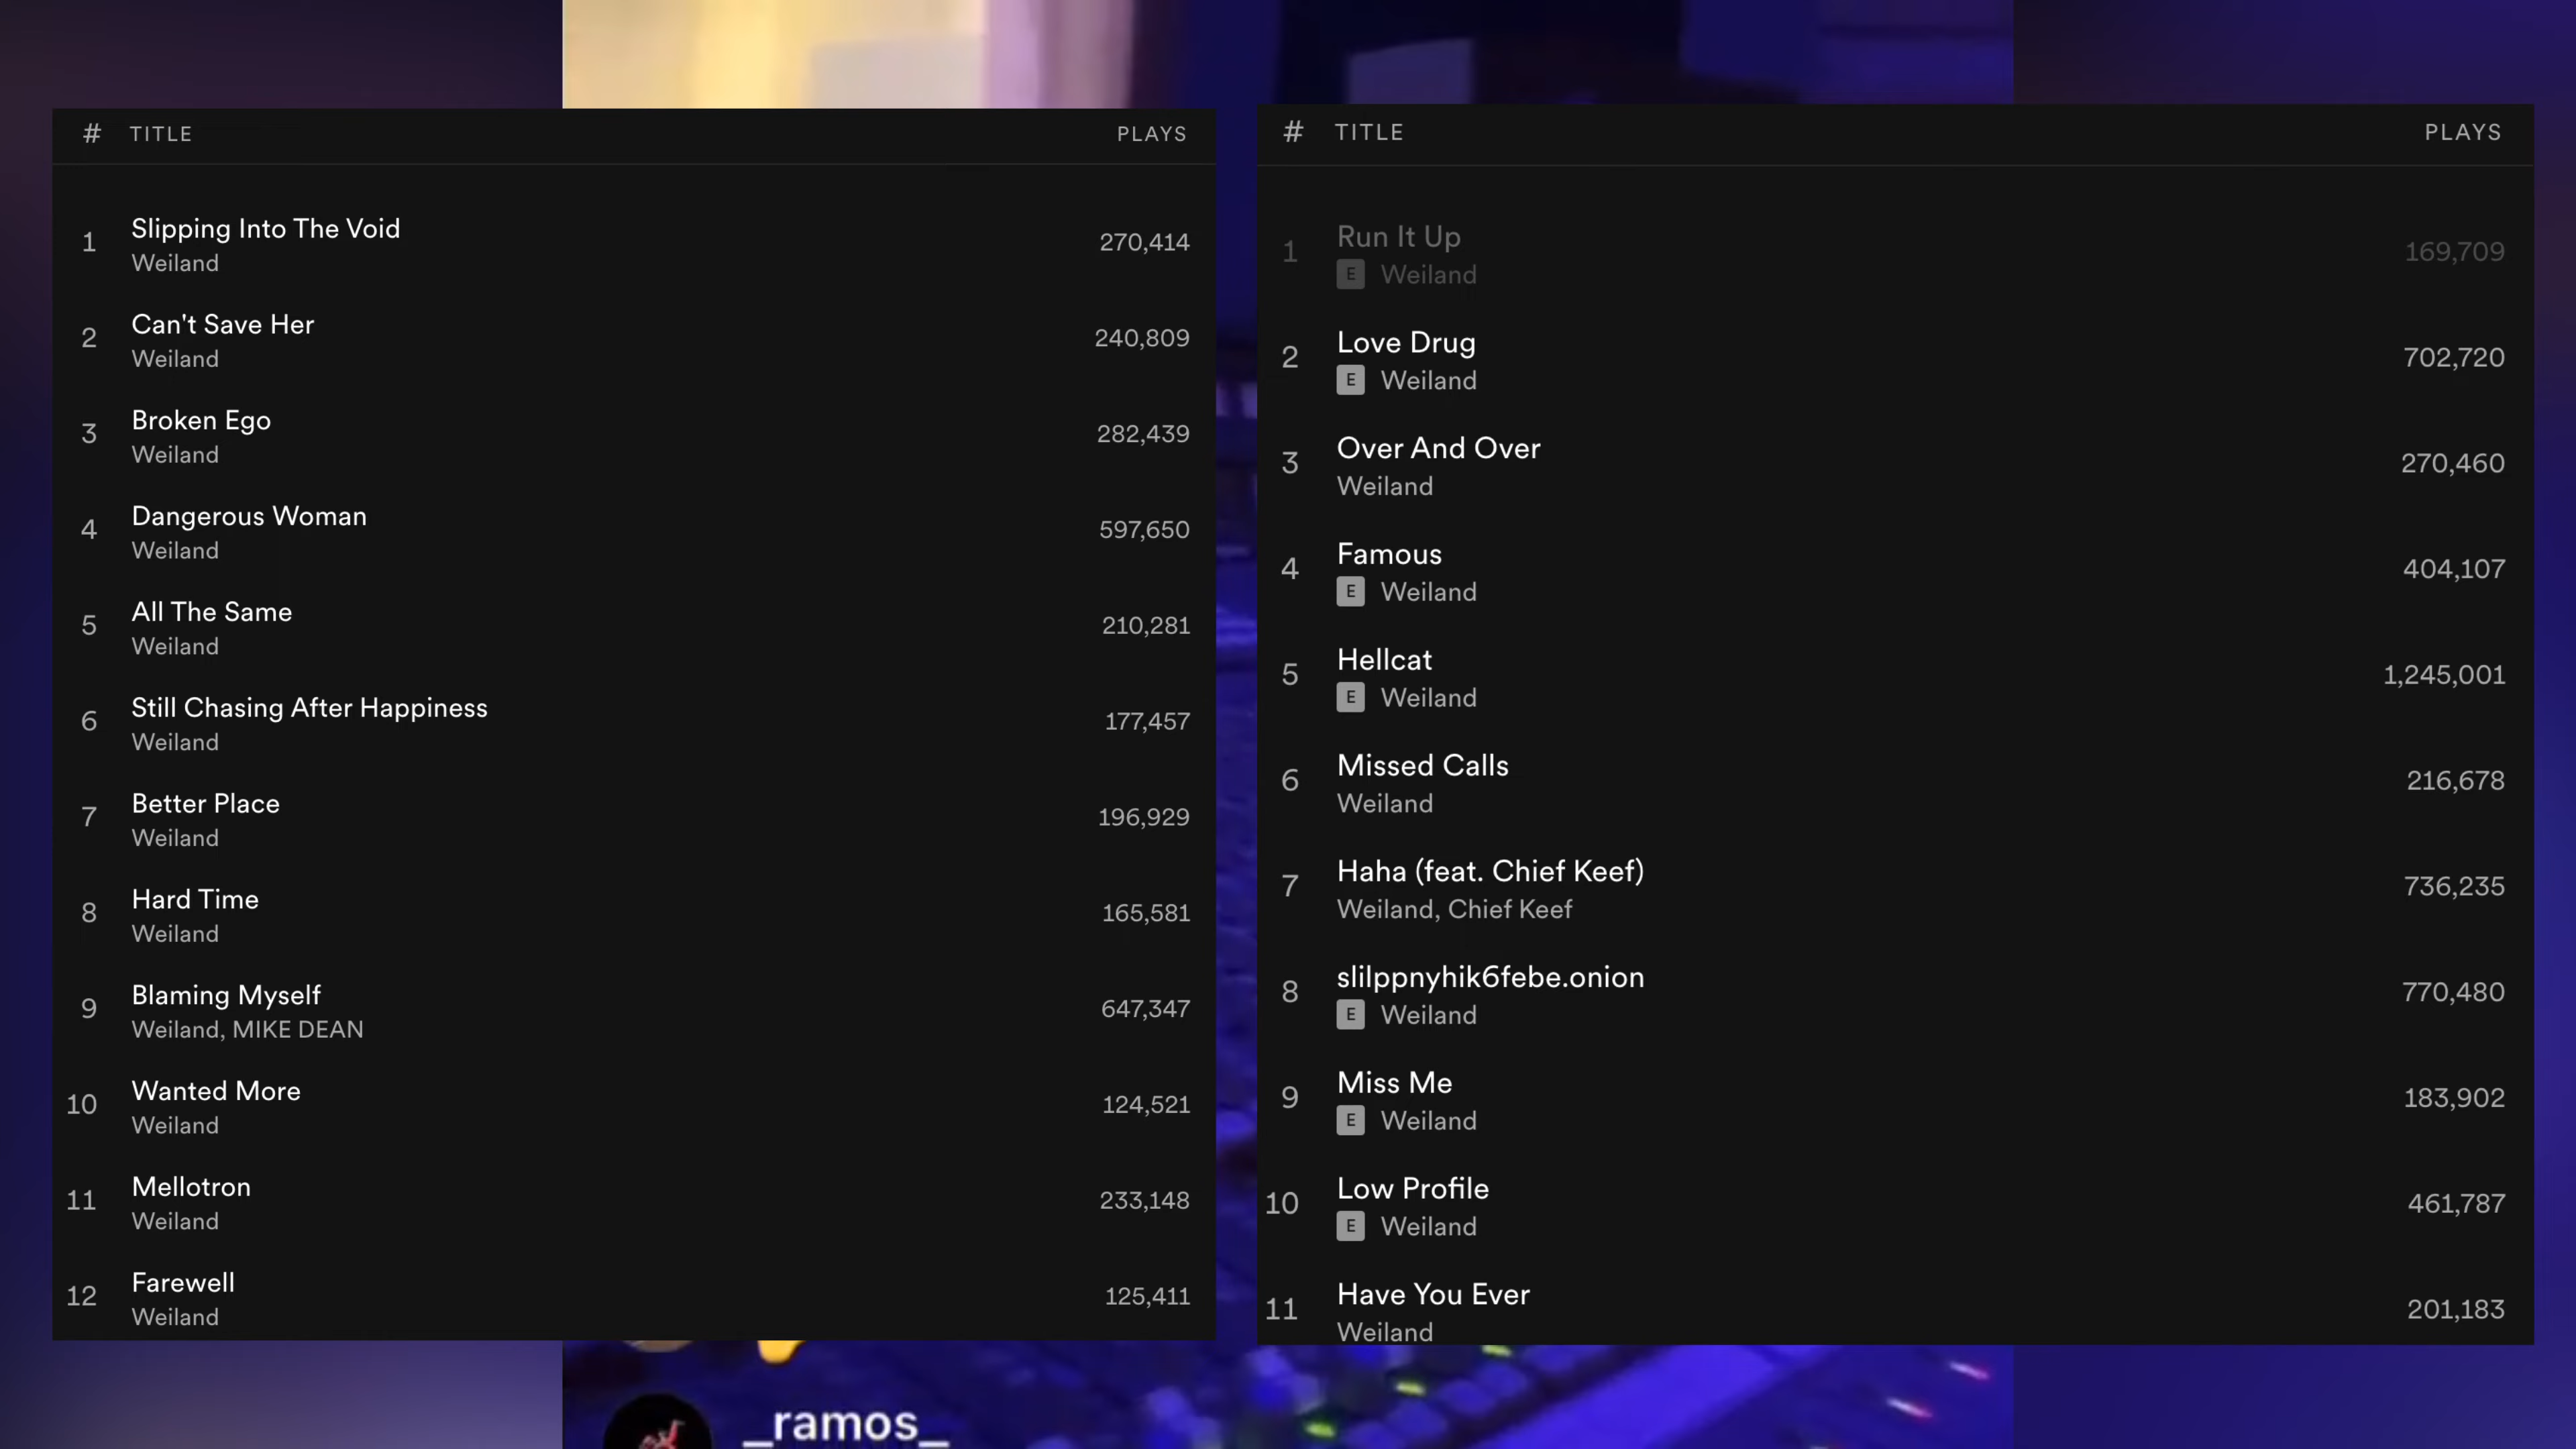 # TITLE PLAYS
1 Slipping Into The Void 270,414
Weiland
2 Can't Save Her 240,809
Weiland
3 Broken Ego 282,439
Weiland
4 Dangerous Woman 597,650
Weiland
5 All The Same 210,281
Weiland
6 Still Chasing After Happiness 177,457
Weiland
7 Better Place 196,929
Weiland
8 Hard Time 165,581
Weiland
9 Blaming Myself 647,347
Weiland, MIKE DEAN
10 Wanted More 124,521
Weiland
11 Mellotron 233,148
Weiland
12 Farewell 125,411
Weiland
# TITLE PLAYS
1 Run It Up 169,709
E Weiland
2 Love Drug 702,720
E Weiland
3 Over And Over 270,460
Weiland
4 Famous 404,107
E Weiland
5 Hellcat 1,245,001
E Weiland
6 Missed Calls 216,678
Weiland
7 Haha (feat. Chief Keef) 736,235
Weiland, Chief Keef
8 slilppnyhik6febe.onion 770,480
E Weiland
9 Miss Me 183,902
E Weiland
10 Low Profile 461,787
E Weiland
11 Have You Ever 201,183
Weiland
_ramos_